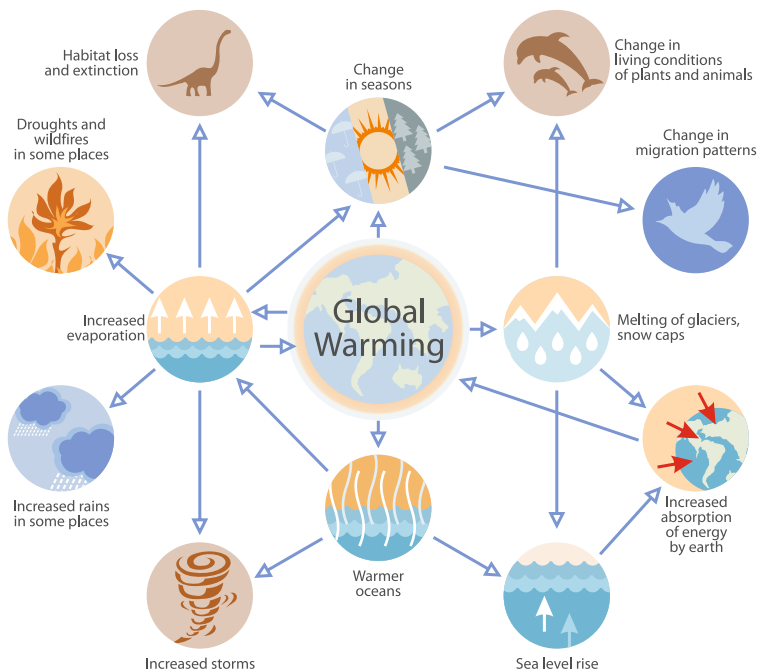 Habitat loss
and extinction
Change
in seasons
Change in
living conditions
of plants and animals
Droughts and
wildfires
in some places
Change in
migration patterns
Global
Warming
Increased
evaporation
Melting of glaciers,
snow caps
Increased rains
in some places
Warmer
oceans
Increased
absorption
of energy
by earth
Increased storms
Sea level rise